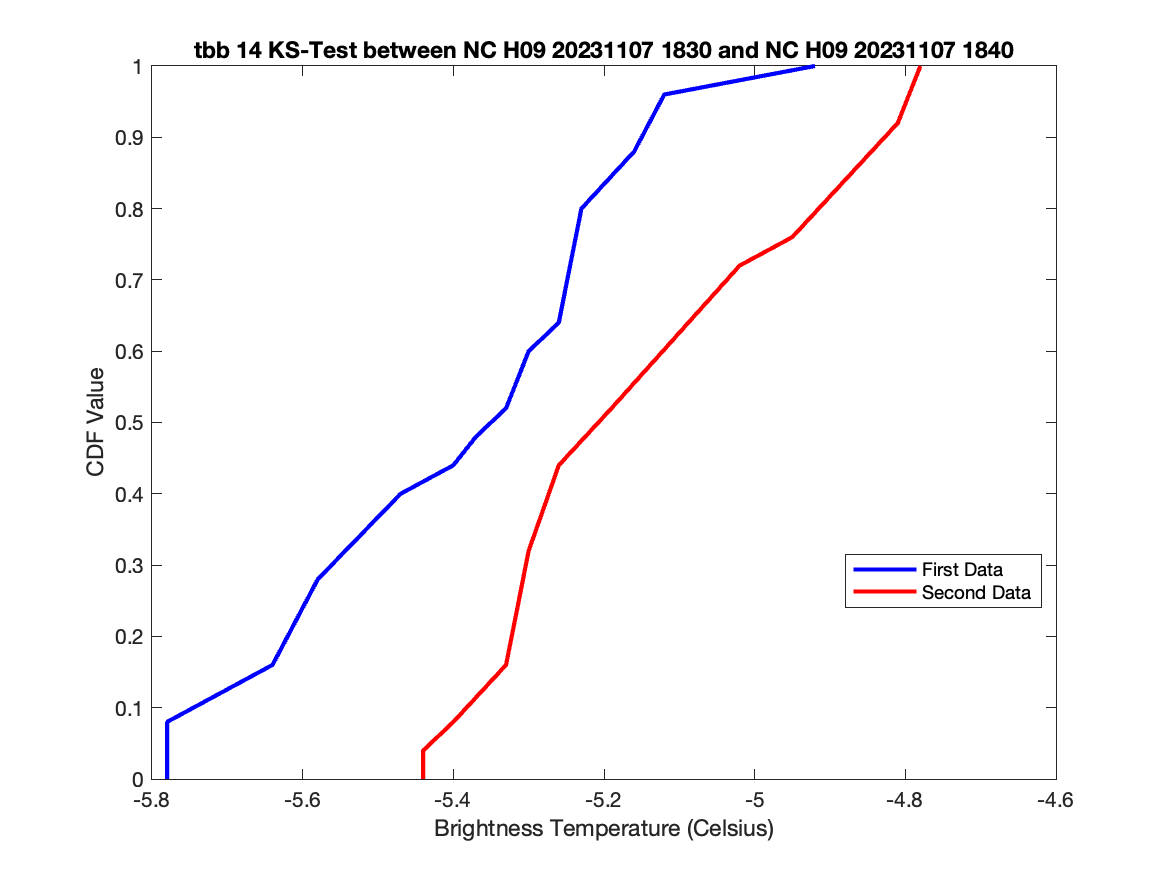 tbb 14 KS-Test between NC H09 20231107 1830 and NC H09 20231107 1840
1
0.9
0.8
0.7
0.6
0.5
0.4
0.3
0.2
0.1
0
CDF Value
First Data
Second Data
-5.8 -5.6 -5.4 -5.2 -5 -4.8 -4.6
Brightness Temperature (Celsius)